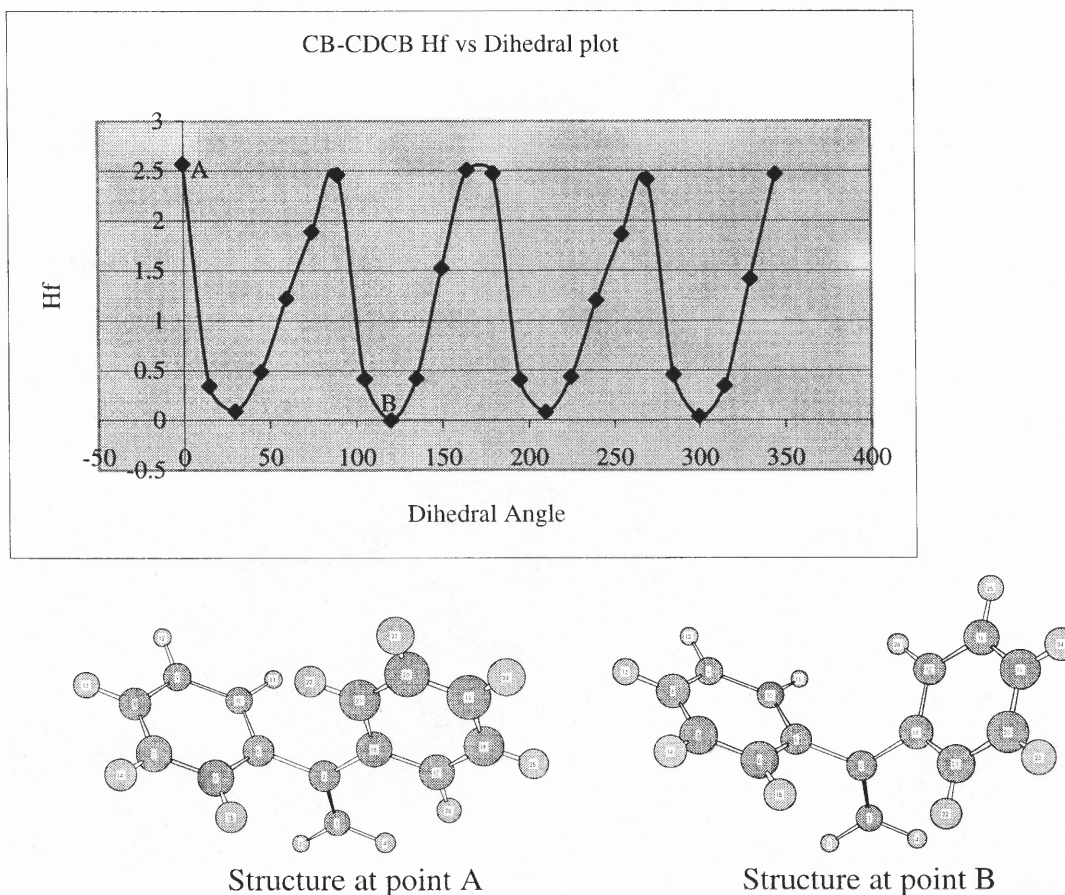 CB-CDCB Hf vs Dihedral plot
3
2.5
2
1.5
1
0.5
0
-0.5
A
B
Hf
-50 0 50 100 150 200 250 300 350 400
Dihedral Angle
Structure at point A
Structure at point B